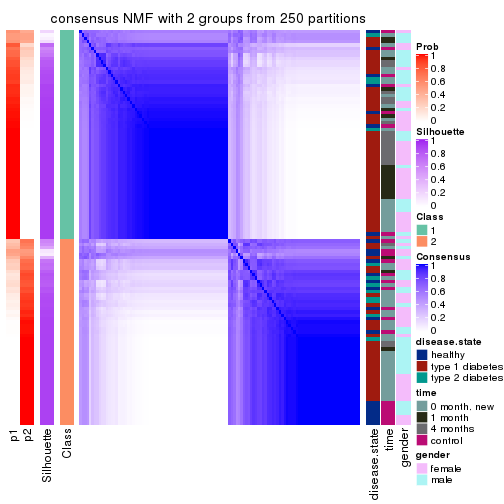 consensus NMF with 2 groups from 250 partitions
Prob
1
0.8
0.6
0.4
0.2
0
Silhouette
1
0.8
0.6
0.4
0.2
0
Class
1
2
Consensus
1
0.8
0.6
0.4
0.2
0
disease.state
healthy
type 1 diabetes
type 2 diabetes
time
0 month. new
1 month
4 months
control
gender
female
male
p1
p2
Silhouette
Class
disease.state
time
gender